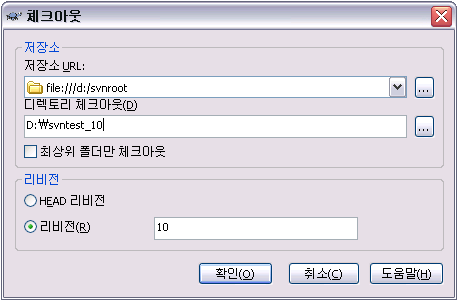 체크아웃
저장소
저장소 URL:
file:///d:/svnroot
...
디렉토리 체크아웃(D)
D:₩svntest_10
...
최상위 폴더만 체크아웃
리비전
HEAD 리비전
리비전(R)
10
확인(O)
취소(C)
도움말(H)